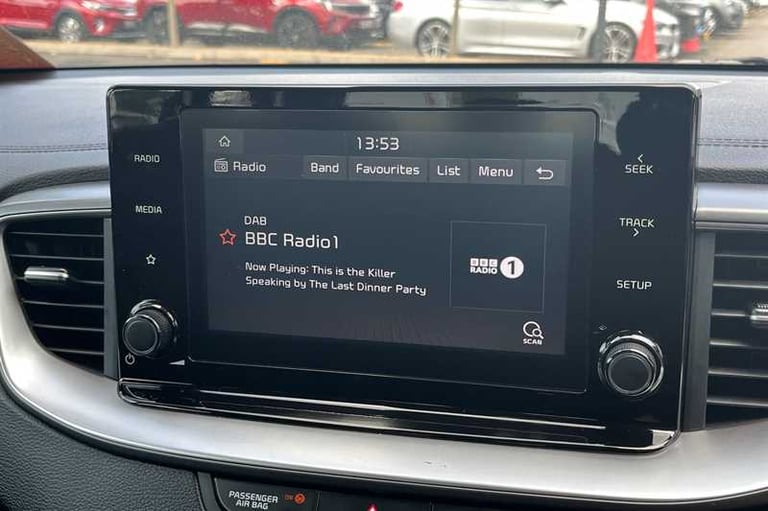 13:53
Radio
Band
Favourites
List
Menu
RADIO
MEDIA
DAB
BBC Radio1
Now Playing: This is the Killer
Speaking by The Last Dinner Party
BBC
RADIO 1
SCAN
SEEK
TRACK
SETUP
PASSENGER
AIR BAG